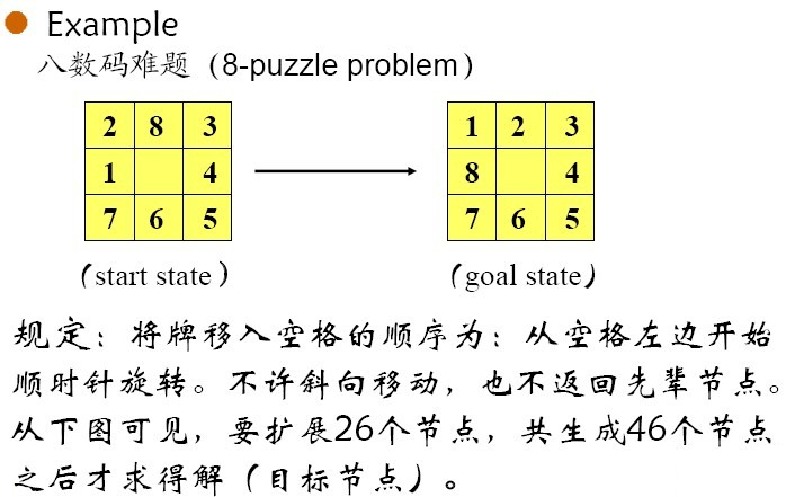 Example
八数码难题（8-puzzle problem）
2 8 3 1 2 3
1 4 8 4
7 6 5 7 6 5
(start state) (goal state)
规定：将牌移入空格的顺序为：从空格左边开始
顺时针旋转。不许斜向移动，也不返回先辈节点。
从下图可见，要扩展26个节点，共生成46个节点
之后才求得解（目标节点）。